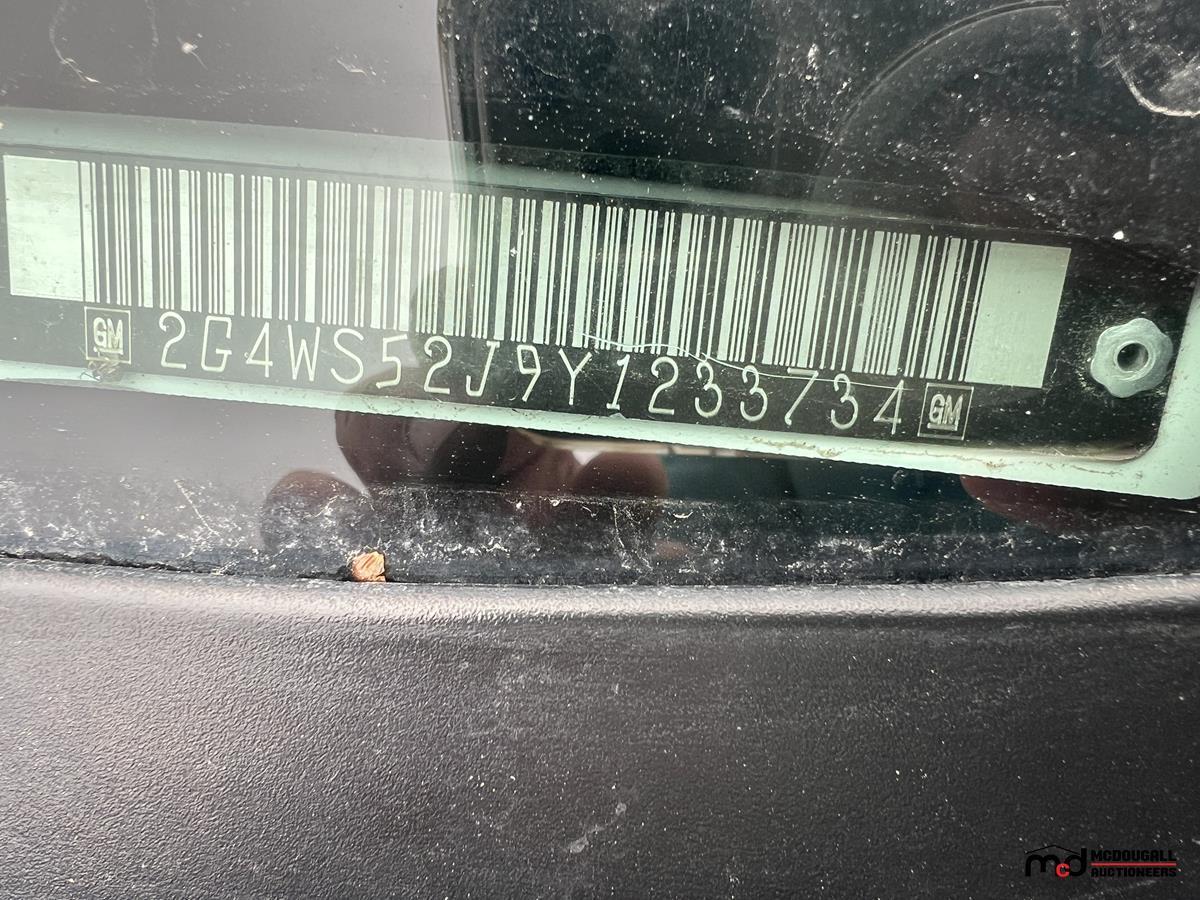 GM 2G4WS52J9Y1233734 GM
mcd MCDOUGALL
AUCTIONEERS